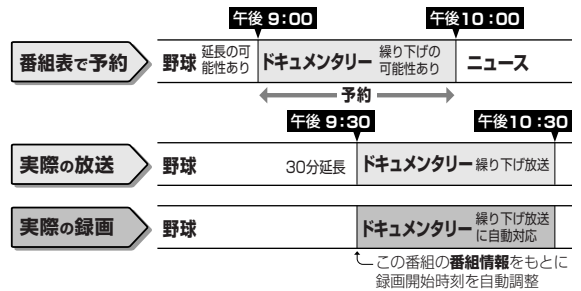 午後 9:00 午後10:00
番組表で予約 野球 延長の可能性あり ドキュメンタリー 繰り下げの可能性あり ニュース
予約
午後 9:30 午後10:30
実際の放送 野球 30分延長 ドキュメンタリー 繰り下げ放送
実際の録画 野球 ドキュメンタリー 繰り下げ放送に自動対応
この番組の番組情報をもとに
録画開始時刻を自動調整